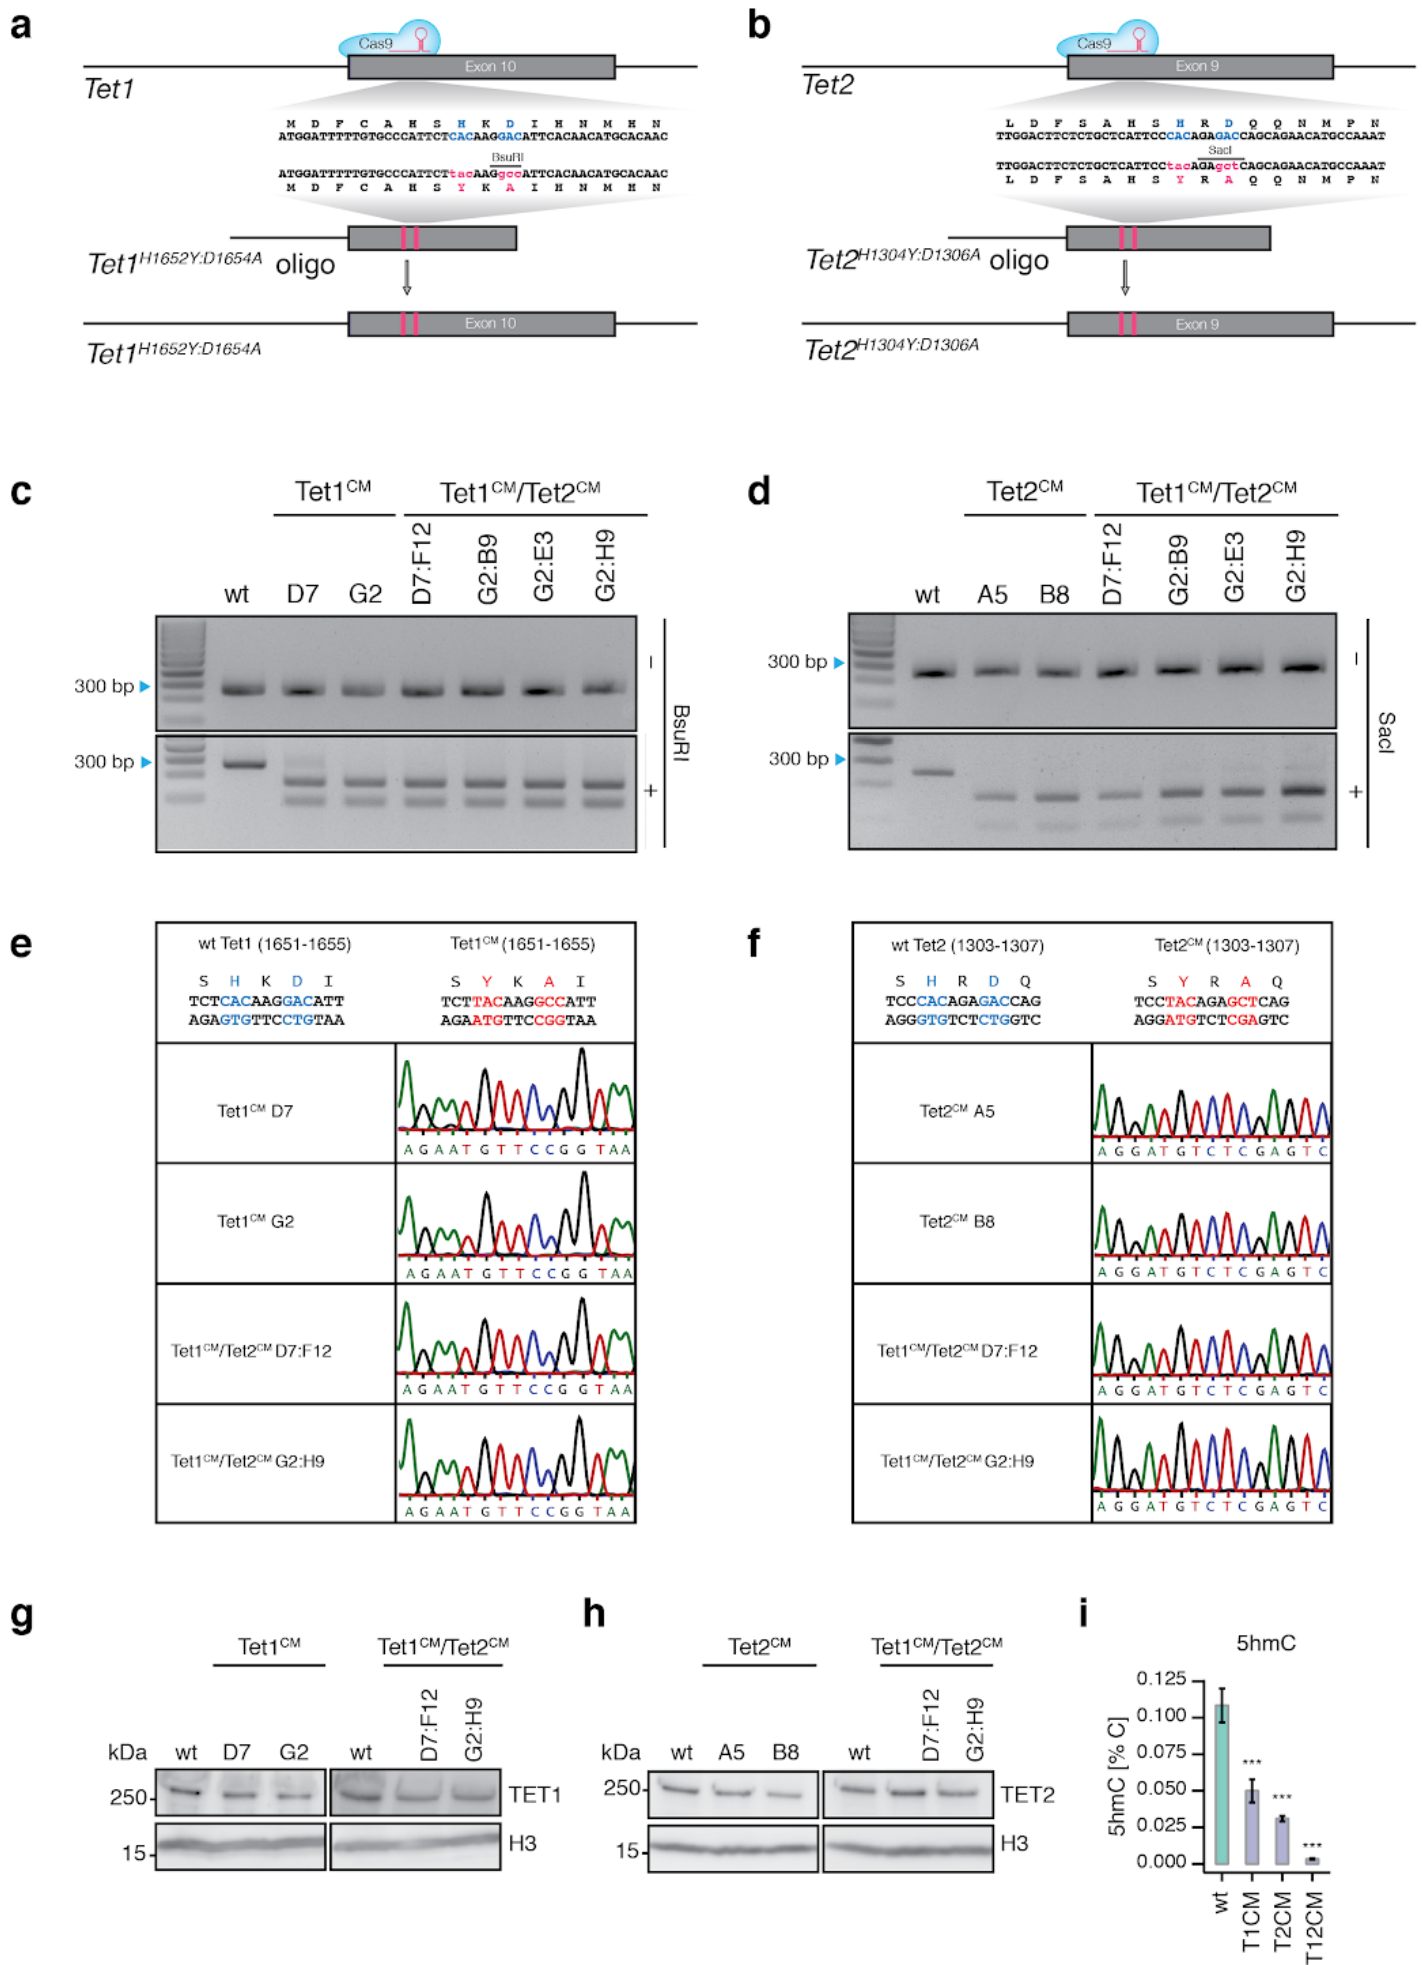 a
Cas9
Exon 10
Tet1
M D F C A H S H K D I H N M H N
ATGGATTTTTGTGCCCATTCTCACAAGGACATTCACAACATGCACAAC
BsuRI
ATGGATTTTTGTGCCCATTCTtacAAGgccATTCACAACATGCACAAC
M D F C A H S Y K A I H N M H N
Tet1H1652Y:D1654A oligo
Exon 10
Tet1H1652Y:D1654A
b
Cas9
Exon 9
Tet2
L D F S A H S H R D Q Q N M P N
TTGGACTTCTCTGCTCATTCCCACAGAGACCAGCAGAACATGCCAAAT
SacI
TTGGACTTCTCTGCTCATTCCtacAGAgctCAGCAGAACATGCCAAAT
L D F S A H S Y R A Q Q N M P N
Tet2H1304Y:D1306A oligo
Exon 9
Tet2H1304Y:D1306A
c
Tet1CM
Tet1CM/Tet2CM
wt D7 G2 D7:F12 G2:B9 G2:E3 G2:H9
300 bp
300 bp
−
+
BsuRI
d
Tet2CM
Tet1CM/Tet2CM
wt A5 B8 D7:F12 G2:B9 G2:E3 G2:H9
300 bp
300 bp
−
+
SacI
e
wt Tet1 (1651-1655)
S H K D I
TCTCACAAGGACATT
AGAGTGTTCCTGTAA
Tet1CM (1651-1655)
S Y K A I
TCTTACAAGGCCATT
AGAATGTTCCGGTAA
Tet1CM D7
A G A A T G T T C C G G T A A
Tet1CM G2
A G A A T G T T C C G G T A A
Tet1CM/Tet2CM D7:F12
A G A A T G T T C C G G T A A
Tet1CM/Tet2CM G2:H9
A G A A T G T T C C G G T A A
f
wt Tet2 (1303-1307)
S H R D Q
TCCCACAGAGACCAG
AGGGTGTCTCTGGTC
Tet2CM (1303-1307)
S Y R A Q
TCCTACAGAGCTCAG
AGGATGTCTCGAGTC
Tet2CM A5
A G G A T G T C T C G A G T C
Tet2CM B8
A G G A T G T C T C G A G T C
Tet1CM/Tet2CM D7:F12
A G G A T G T C T C G A G T C
Tet1CM/Tet2CM G2:H9
A G G A T G T C T C G A G T C
g
Tet1CM
Tet1CM/Tet2CM
kDa wt D7 G2 wt D7:F12 G2:H9
250
TET1
15
H3
h
Tet2CM
Tet1CM/Tet2CM
kDa wt A5 B8 wt D7:F12 G2:H9
250
TET2
15
H3
i
5hmC
5hmC [% C]
0.125
0.100
0.075
0.050
0.025
0.000
***
***
***
wt
T1CM
T2CM
T12CM